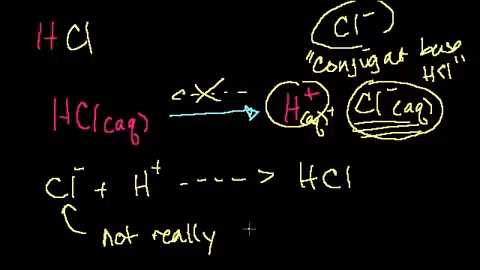 HCl
Cl⁻
"Conjugat base
HCl"
HCl(aq) → H⁺(aq) + Cl⁻(aq)
Cl⁻ + H⁺ -----> HCl
not really